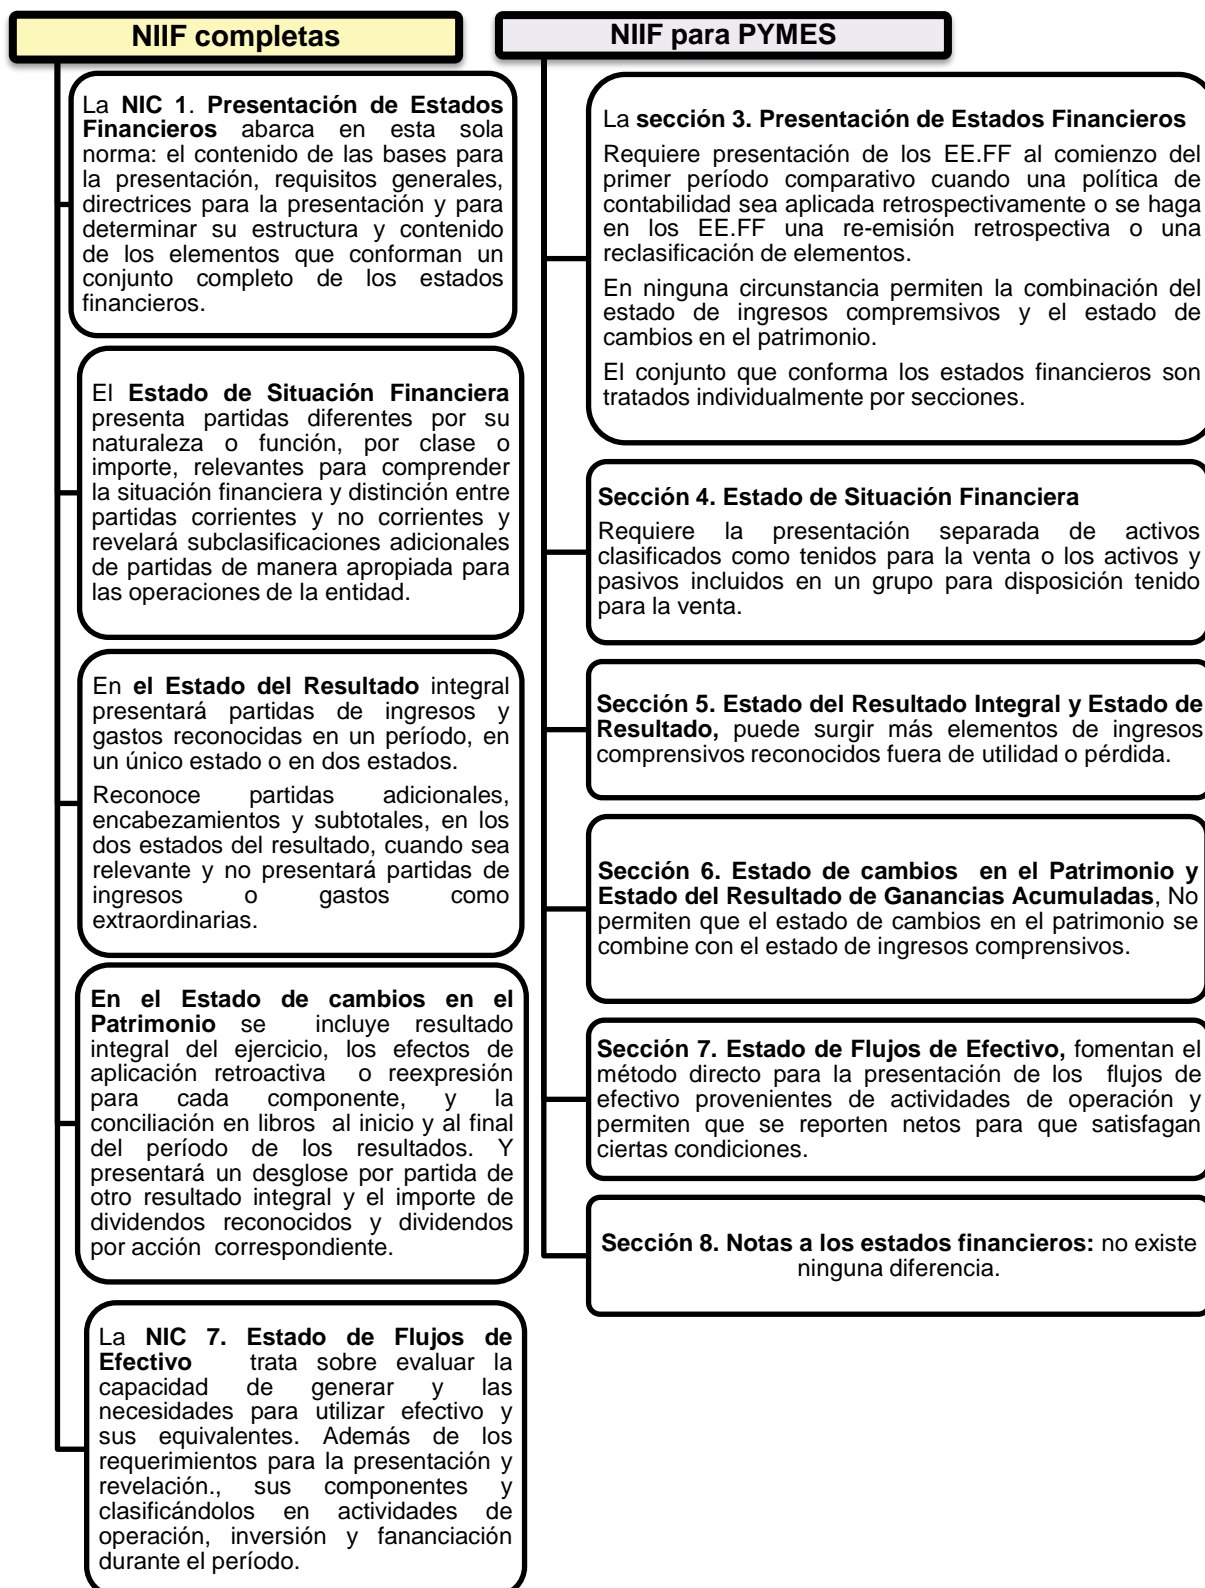 NIIF completas
La NIC 1. Presentación de Estados
Financieros abarca en esta sola
norma: el contenido de las bases para
la presentación, requisitos generales,
directrices para la presentación y para
determinar su estructura y contenido
de los elementos que conforman un
conjunto completo de los estados
financieros.
El Estado de Situación Financiera
presenta partidas diferentes por su
naturaleza o función, por clase o
importe, relevantes para comprender
la situación financiera y distinción entre
partidas corrientes y no corrientes y
revelará subclasificaciones adicionales
de partidas de manera apropiada para
las operaciones de la entidad.
En el Estado del Resultado integral
presentará partidas de ingresos y
gastos reconocidas en un período, en
un único estado o en dos estados.
Reconoce partidas adicionales,
encabezamientos y subtotales, en los
dos estados del resultado, cuando sea
relevante y no presentará partidas de
ingresos o gastos como
extraordinarias.
En el Estado de cambios en el
Patrimonio se incluye resultado
integral del ejercicio, los efectos de
aplicación retroactiva o reexpresión
para cada componente, y la
conciliación en libros al inicio y al final
del período de los resultados. Y
presentará un desglose por partida de
otro resultado integral y el importe de
dividendos reconocidos y dividendos
por acción correspondiente.
La NIC 7. Estado de Flujos de
Efectivo trata sobre evaluar la
capacidad de generar y las
necesidades para utilizar efectivo y
sus equivalentes. Además de los
requerimientos para la presentación y
revelación., sus componentes y
clasificándolos en actividades de
operación, inversión y fananciación
durante el período.
NIIF para PYMES
La sección 3. Presentación de Estados Financieros
Requiere presentación de los EE.FF al comienzo del
primer período comparativo cuando una política de
contabilidad sea aplicada retrospectivamente o se haga
en los EE.FF una re-emisión retrospectiva o una
reclasificación de elementos.
En ninguna circunstancia permiten la combinación del
estado de ingresos compremsivos y el estado de
cambios en el patrimonio.
El conjunto que conforma los estados financieros son
tratados individualmente por secciones.
Sección 4. Estado de Situación Financiera
Requiere la presentación separada de activos
clasificados como tenidos para la venta o los activos y
pasivos incluidos en un grupo para disposición tenido
para la venta.
Sección 5. Estado del Resultado Integral y Estado de
Resultado, puede surgir más elementos de ingresos
comprensivos reconocidos fuera de utilidad o pérdida.
Sección 6. Estado de cambios en el Patrimonio y
Estado del Resultado de Ganancias Acumuladas, No
permiten que el estado de cambios en el patrimonio se
combine con el estado de ingresos comprensivos.
Sección 7. Estado de Flujos de Efectivo, fomentan el
método directo para la presentación de los flujos de
efectivo provenientes de actividades de operación y
permiten que se reporten netos para que satisfagan
ciertas condiciones.
Sección 8. Notas a los estados financieros: no existe
ninguna diferencia.